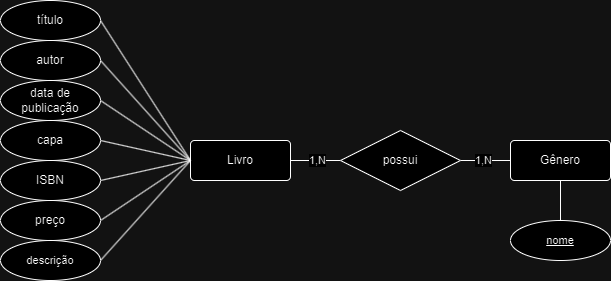 título
autor
data de
publicação
capa
ISBN
preço
descrição
Livro
1,N
possui
1,N
Gênero
nome